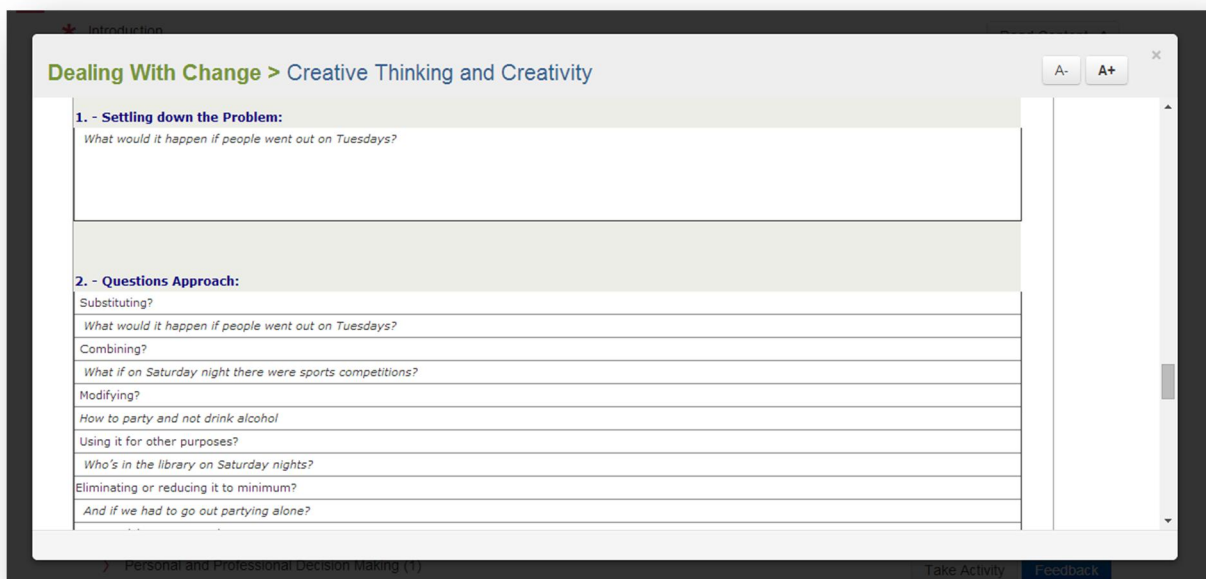 Introduction
Dealing With Change > Creative Thinking and Creativity
A-
A+
×
1. - Settling down the Problem:
What would it happen if people went out on Tuesdays?
2. - Questions Approach:
Substituting?
What would it happen if people went out on Tuesdays?
Combining?
What if on Saturday night there were sports competitions?
Modifying?
How to party and not drink alcohol
Using it for other purposes?
Who's in the library on Saturday nights?
Eliminating or reducing it to minimum?
And if we had to go out partying alone?
Personal and Professional Decision Making (1)
Take Activity
Feedback